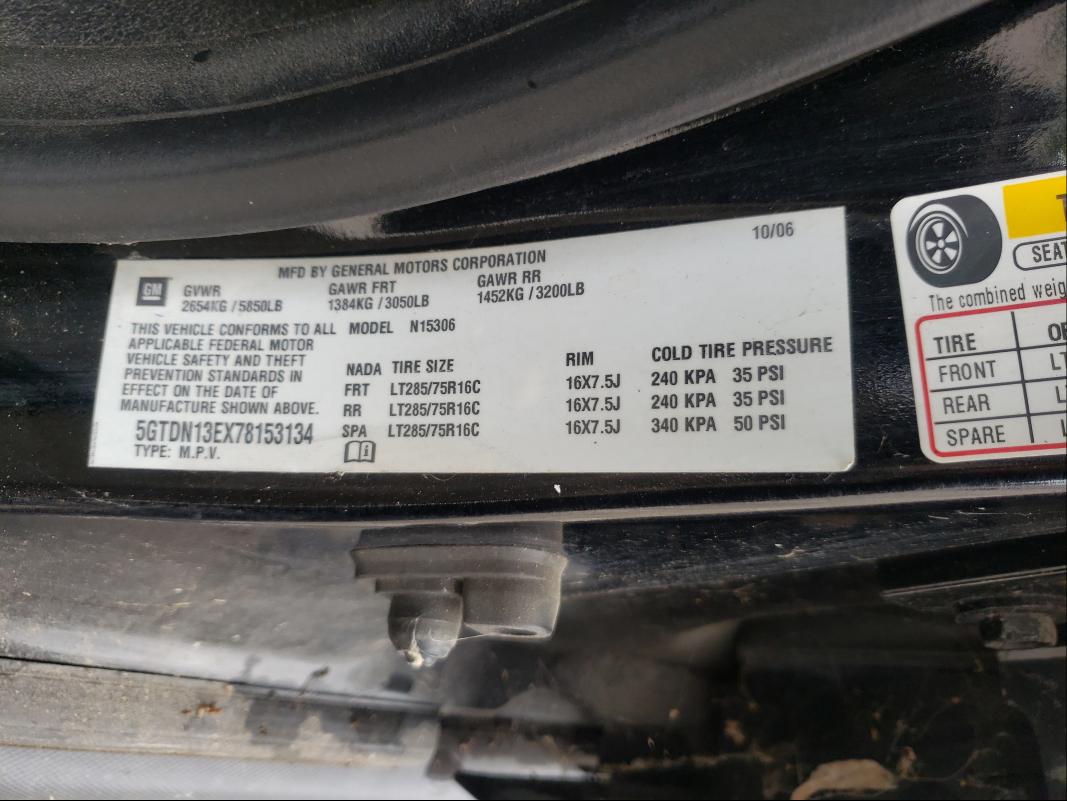 10/06
MFD BY GENERAL MOTORS CORPORATION
GM
GVWR GAWR FRT GAWR RR
2654KG / 5850LB 1384KG / 3050LB 1452KG / 3200LB
THIS VEHICLE CONFORMS TO ALL
APPLICABLE FEDERAL MOTOR
VEHICLE SAFETY AND THEFT
PREVENTION STANDARDS IN
EFFECT ON THE DATE OF
MANUFACTURE SHOWN ABOVE.
5GTDN13EX78153134
TYPE: M.P.V.
MODEL N15306
NADA TIRE SIZE RIM COLD TIRE PRESSURE
FRT LT285/75R16C 16X7.5J 240 KPA 35 PSI
RR LT285/75R16C 16X7.5J 240 KPA 35 PSI
SPA LT285/75R16C 16X7.5J 340 KPA 50 PSI
i
T
SEAT
The combined weig
TIRE
FRONT LT
REAR
SPARE